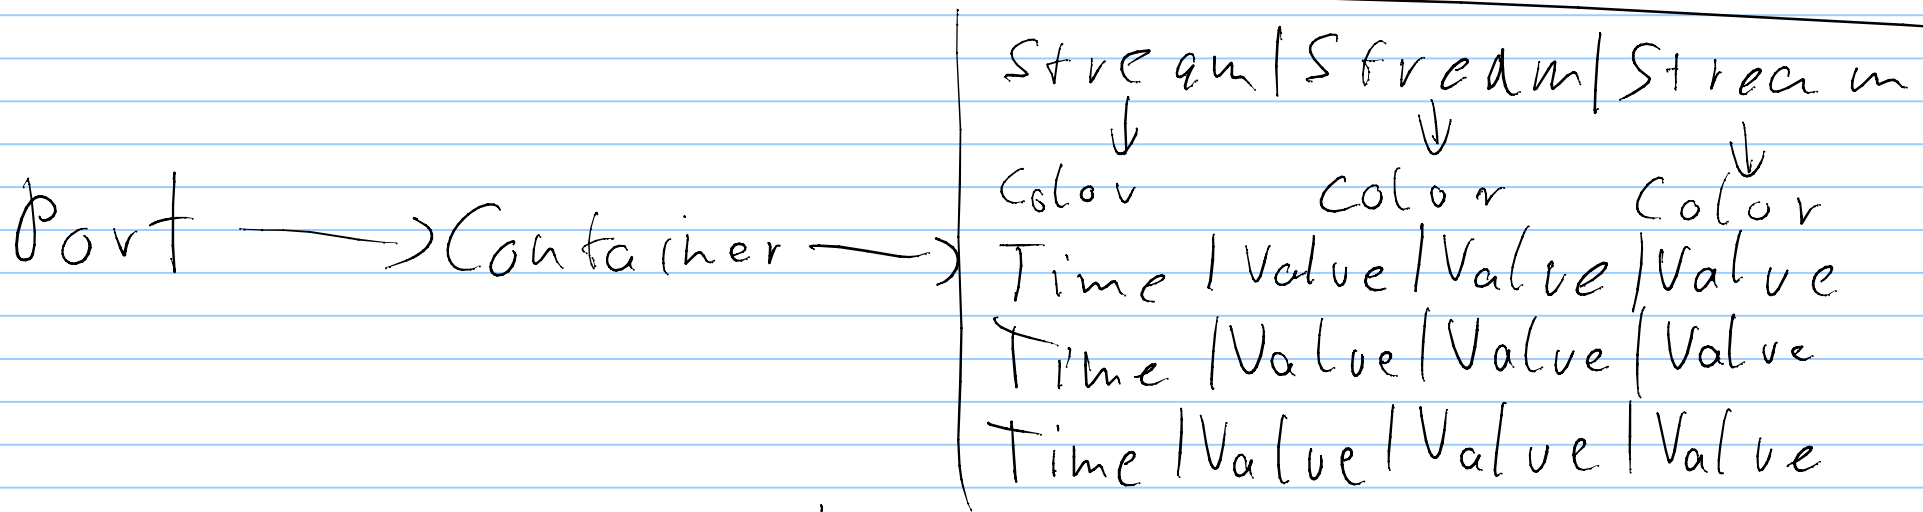 Stream | Stream | Stream
Color Color Color
Port Container
Time | Value | Value | Value
Time | Value | Value | Value
Time | Value | Value | Value